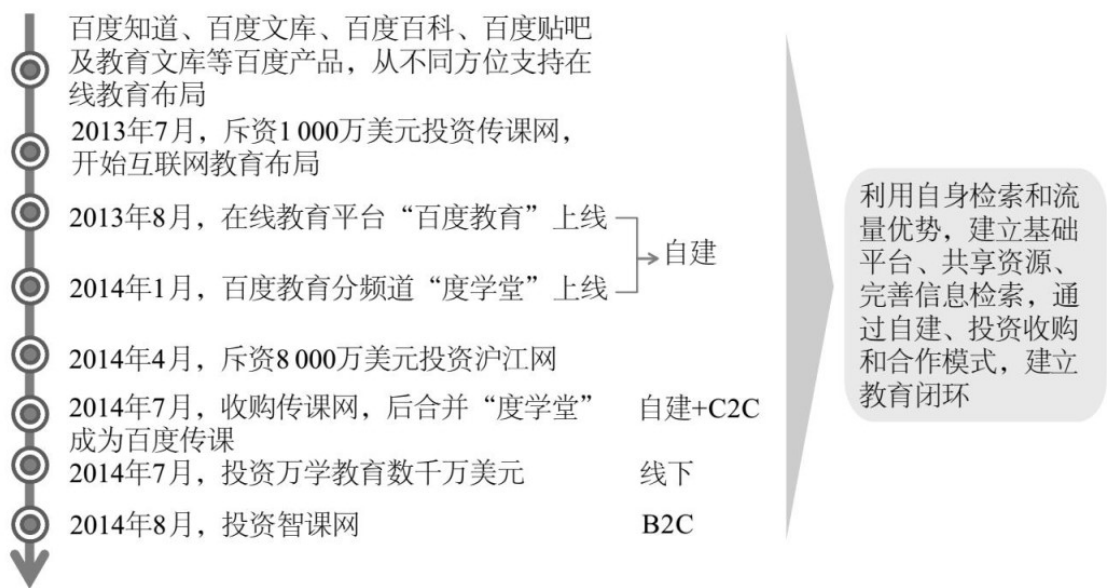 百度知道、百度文库、百度百科、百度贴吧
及教育文库等百度产品，从不同方位支持在
线教育布局
2013年7月，斥资1 000万美元投资传课网，
开始互联网教育布局
2013年8月，在线教育平台“百度教育”上线
自建
2014年1月，百度教育分频道“度学堂”上线
2014年4月，斥资8 000万美元投资沪江网
2014年7月，收购传课网，后合并“度学堂”
成为百度传课
自建+C2C
2014年7月，投资万学教育数千万美元
线下
2014年8月，投资智课网
B2C
利用自身检索和流
量优势，建立基础
平台、共享资源、
完善信息检索，通
过自建、投资收购
和合作模式，建立
教育闭环